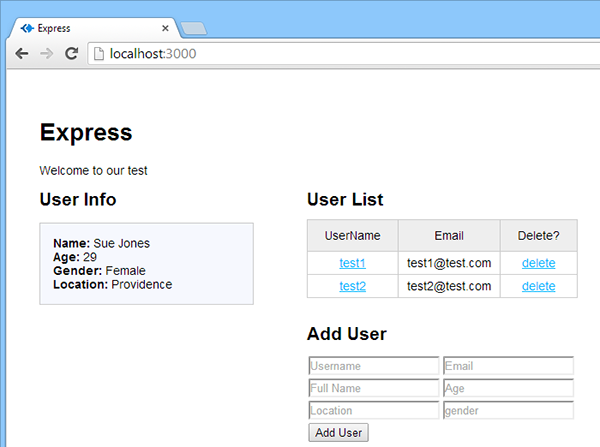 Express
localhost:3000
Express
Welcome to our test
User Info
Name: Sue Jones
Age: 29
Gender: Female
Location: Providence
User List
UserName Email Delete?
test1 test1@test.com delete
test2 test2@test.com delete
Add User
Username Email
Full Name Age
Location gender
Add User